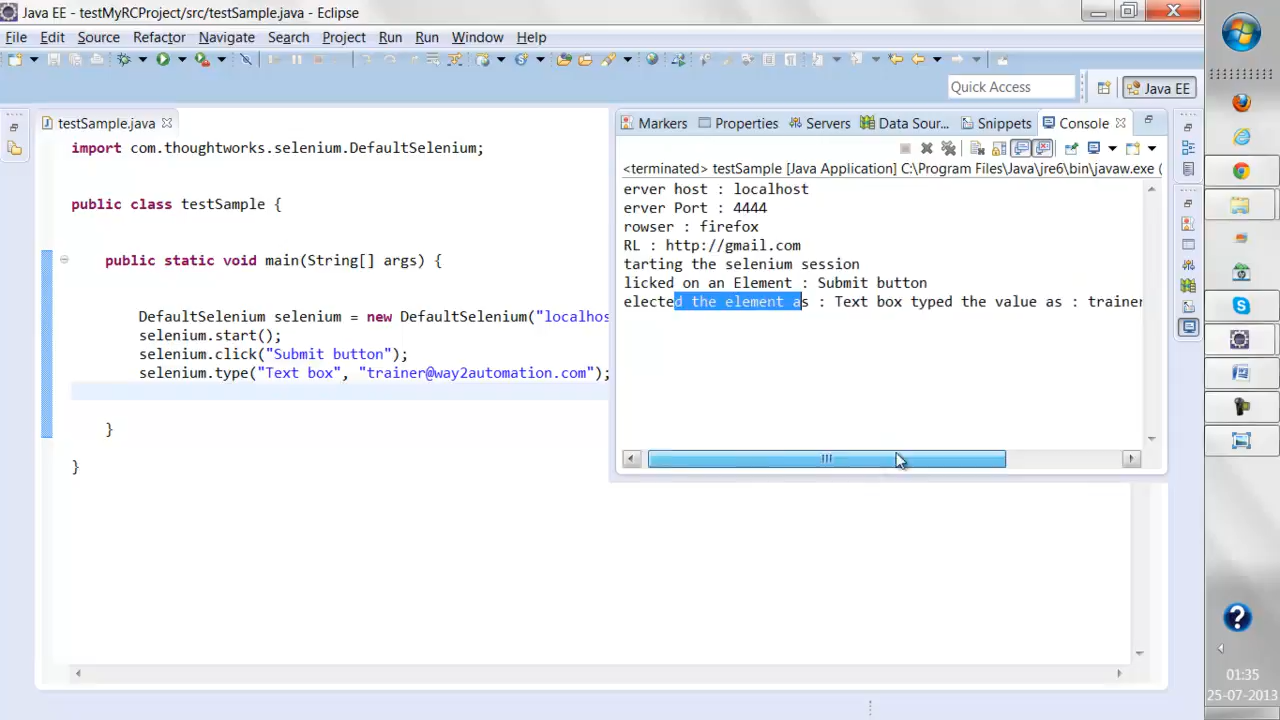 Java EE - testMyRCProject/src/testSample.java - Eclipse
File Edit Source Refactor Navigate Search Project Run Run Window Help
Quick Access
Java EE
testSample.java
Markers Properties Servers Data Sour... Snippets Console
<terminated> testSample [Java Application] C:\Program Files\Java\jre6\bin\javaw.exe (
erver host : localhost
erver Port : 4444
rowser : firefox
RL : http://gmail.com
tarting the selenium session
licked on an Element : Submit button
elected the element as : Text box typed the value as : trainer
import com.thoughtworks.selenium.DefaultSelenium;
public class testSample {
public static void main(String[] args) {
DefaultSelenium selenium = new DefaultSelenium("localhos
selenium.start();
selenium.click("Submit button");
selenium.type("Text box", "trainer@way2automation.com");
}
}
01:35
25-07-2013